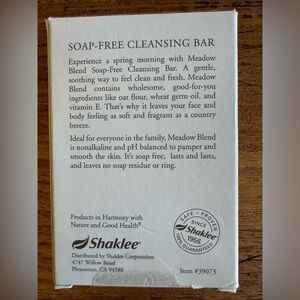 SOAP-FREE CLEANSING BAR
Experience a spring morning with Meadow
Blend Soap-Free Cleansing Bar. A gentle,
soothing way to feel clean and fresh. Meadow
Blend contains wholesome, good-for-you
ingredients like oat flour, wheat germ-oil, and
vitamin E. That's why it leaves your face and
body feeling as soft and fragrant as a country
breeze.
Ideal for everyone in the family, Meadow Blend
is nonalkaline and pH balanced to pamper and
smooth the skin. It's soap free, lasts and lasts,
and leaves no soap residue or ring.
Products in Harmony with
Nature and Good Health®
Shaklee®
Distributed by Shaklee Corporation
4747 Willow Road
Pleasanton, CA 94588
SAFE • PROVEN
SINCE
Shaklee
1956
100% GUARANTEED
Item #39073